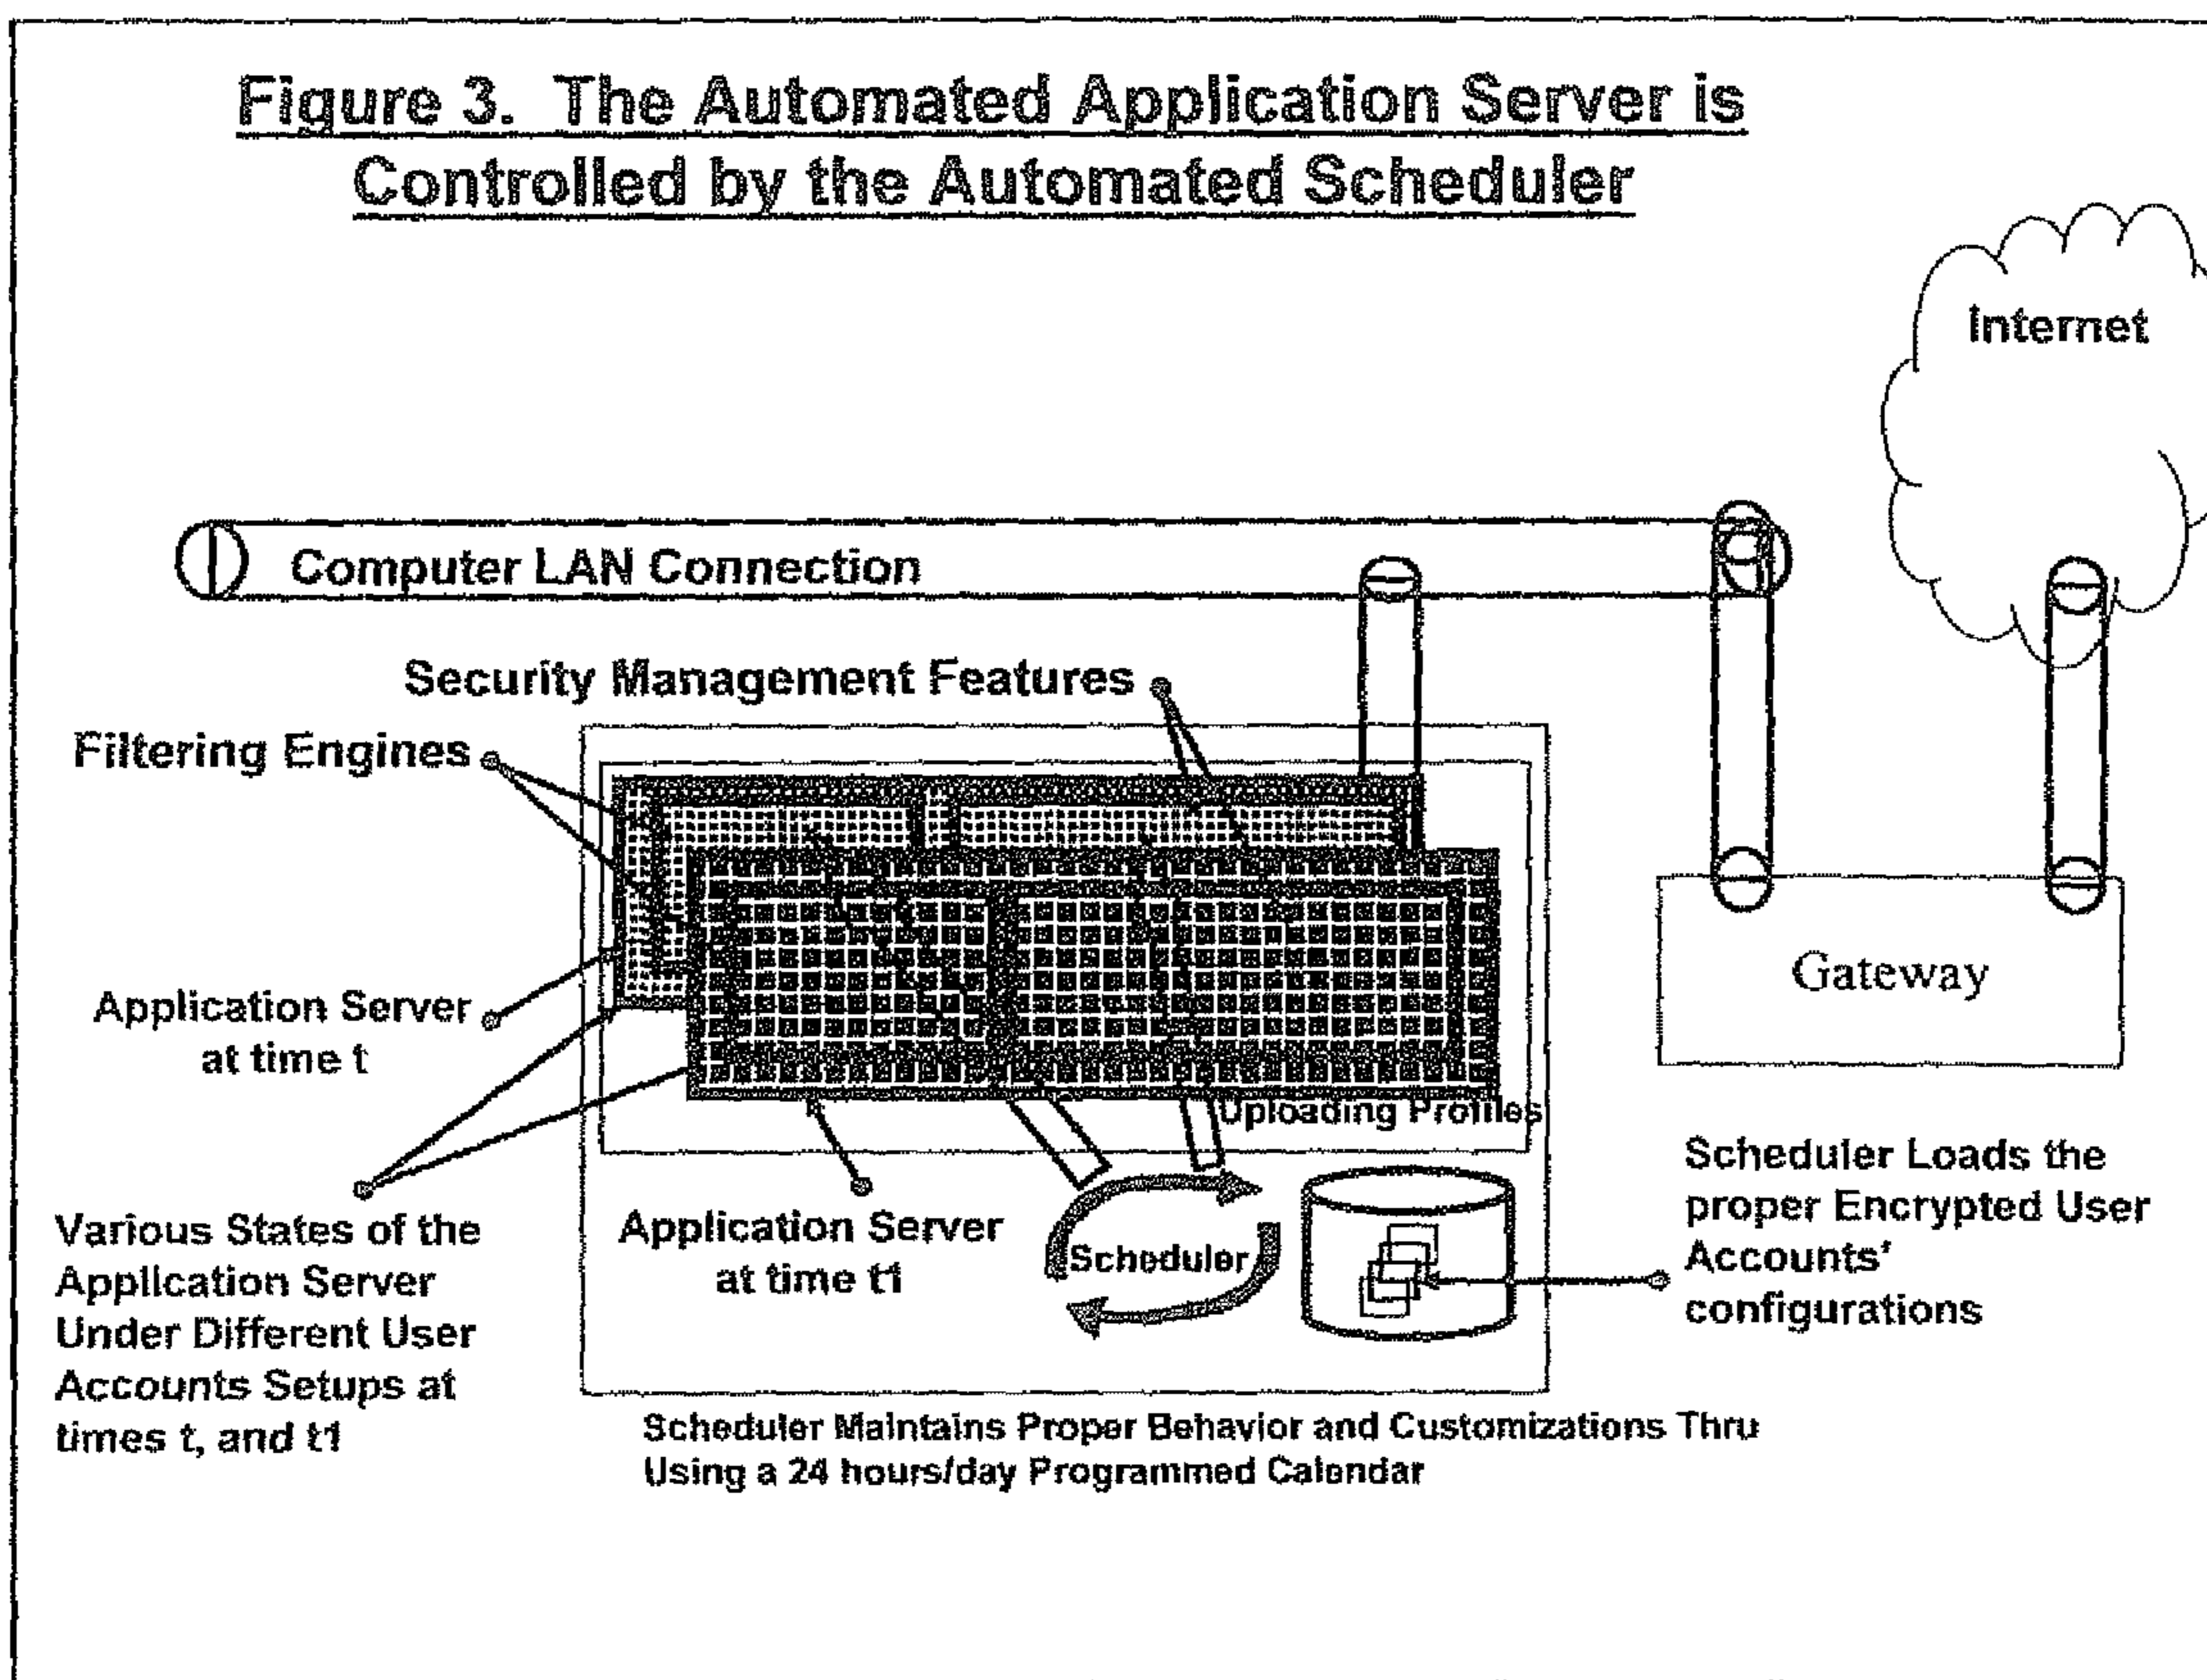 Figure 3. The Automated Application Server is
Controlled by the Automated Scheduler
Internet
Computer LAN Connection
Security Management Features
Filtering Engines
Application Server
at time t
Gateway
Uploading Profiles
Various States of the
Application Server
Under Different User
Accounts Setups at
times t, and t1
Application Server
at time t1
Scheduler
Scheduler Loads the
proper Encrypted User
Accounts'
configurations
Scheduler Maintains Proper Behavior and Customizations Thru
Using a 24 hours/day Programmed Calendar